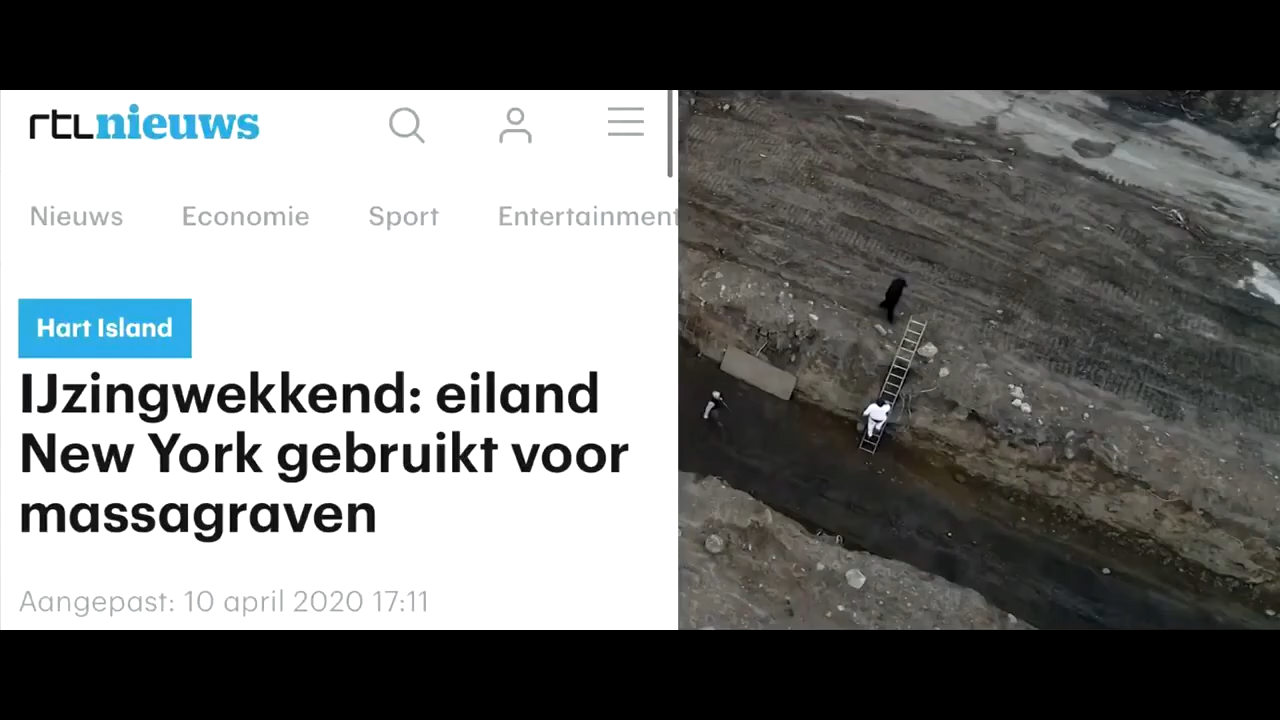 rtlnieuws
Nieuws Economie Sport Entertainment
Hart Island
IJzingwekkend: eiland
New York gebruikt voor
massagraven
Aangepast: 10 april 2020 17:11